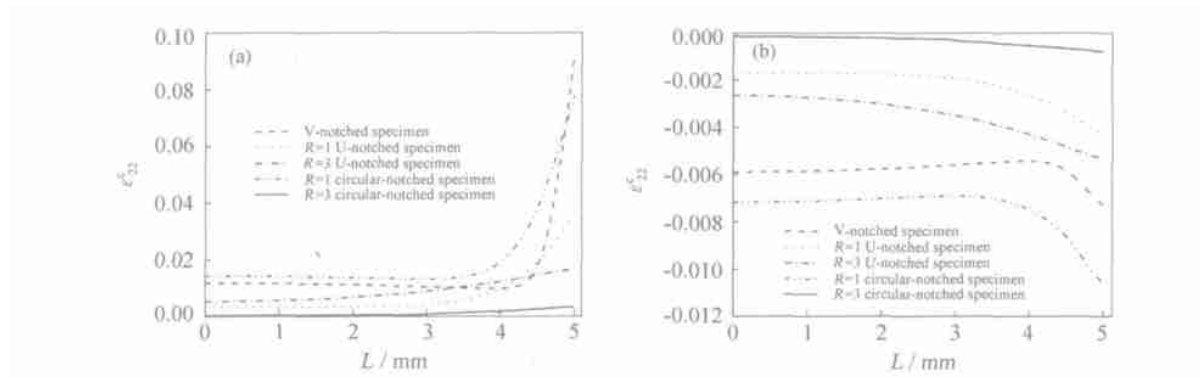 (a)
0.10
0.08
0.06
0.04
0.02
0.00
ε^c_22
V-notched specimen
R=1 U-notched specimen
R=3 U-notched specimen
R=1 circular-notched specimen
R=3 circular-notched specimen
0 1 2 3 4 5
L / mm
(b)
0.000
-0.002
-0.004
-0.006
-0.008
-0.010
-0.012
ε^c_22
V-notched specimen
R=1 U-notched specimen
R=3 U-notched specimen
R=1 circular-notched specimen
R=3 circular-notched specimen
0 1 2 3 4 5
L / mm